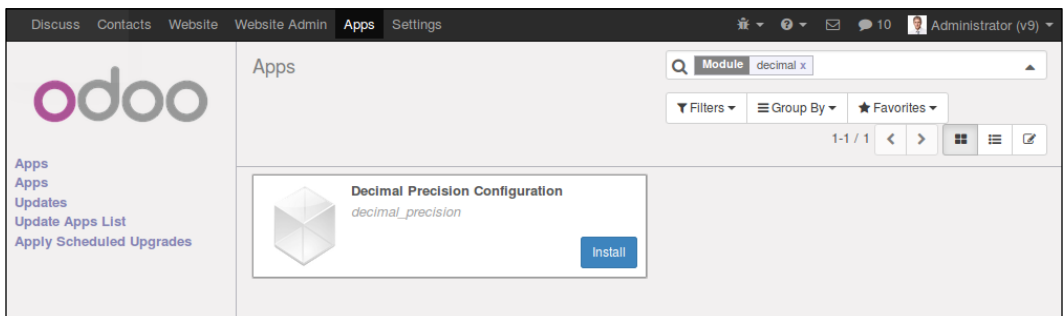 Discuss Contacts Website Website Admin Apps Settings 10 Administrator (v9)
odoo
Apps
Apps
Updates
Update Apps List
Apply Scheduled Upgrades
Apps
Module decimal x
Filters Group By Favorites
1-1 / 1
Decimal Precision Configuration
decimal_precision
Install